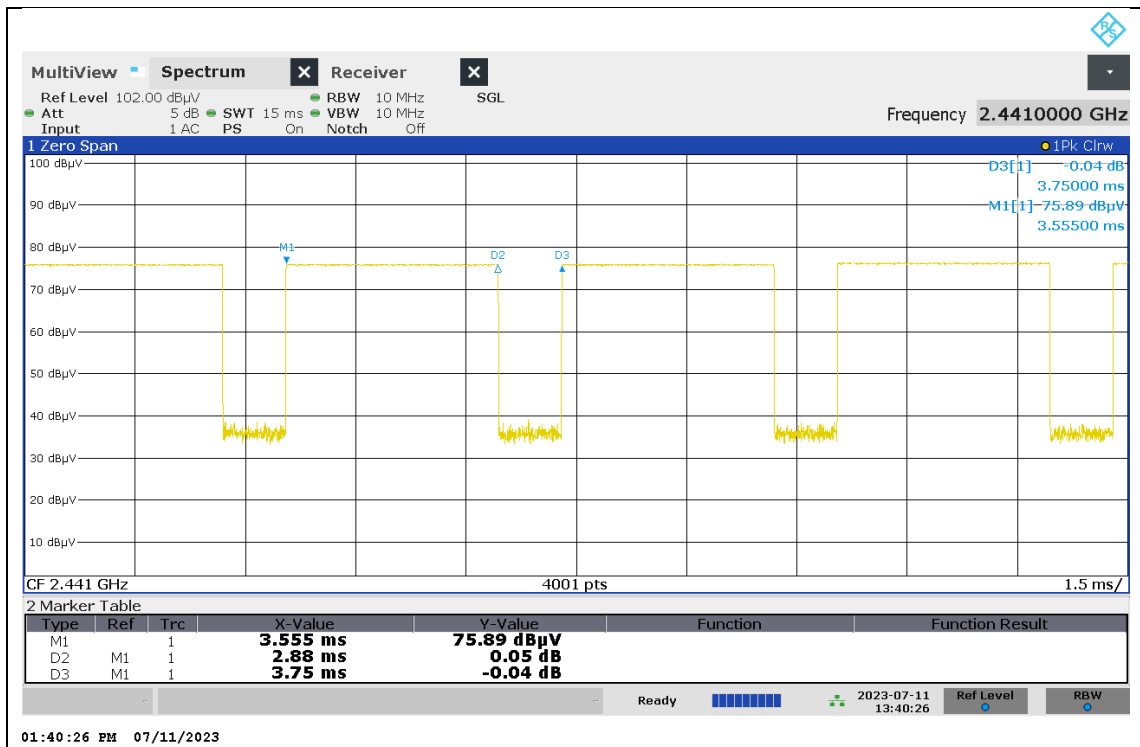 R&S
MultiView Spectrum Receiver
Ref Level 102.00 dBµV RBW 10 MHz SGL
Att 5 dB SWT 15 ms VBW 10 MHz
Input 1 AC PS On Notch Off
Frequency 2.4410000 GHz
1 Zero Span 1Pk Clrw
100 dBµV
D3[1] -0.04 dB
3.75000 ms
90 dBµV
M1[1] 75.89 dBµV
3.55500 ms
80 dBµV
M1
D2
D3
70 dBµV
60 dBµV
50 dBµV
40 dBµV
30 dBµV
20 dBµV
10 dBµV
CF 2.441 GHz 4001 pts 1.5 ms/
2 Marker Table
Type Ref Trc X-Value Y-Value Function Function Result
M1 1 3.555 ms 75.89 dBµV
D2 M1 1 2.88 ms 0.05 dB
D3 M1 1 3.75 ms -0.04 dB
Ready 2023-07-11 Ref Level RBW
13:40:26
01:40:26 PM 07/11/2023